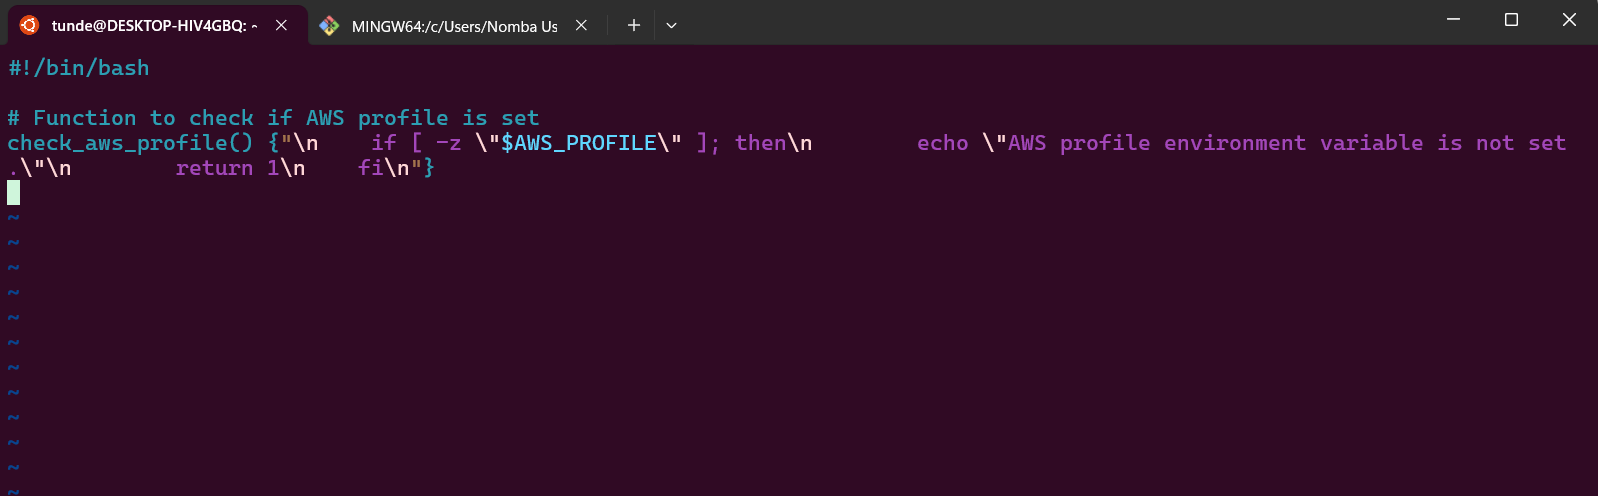 tunde@DESKTOP-HIV4GBQ: ~
MINGW64:/c/Users/Nomba Us
#!/bin/bash
# Function to check if AWS profile is set
check_aws_profile() {"\n    if [ -z \"$AWS_PROFILE\" ]; then\n        echo \"AWS profile environment variable is not set
.\"\n        return 1\n    fi\n"}
~
~
~
~
~
~
~
~
~
~
~
~